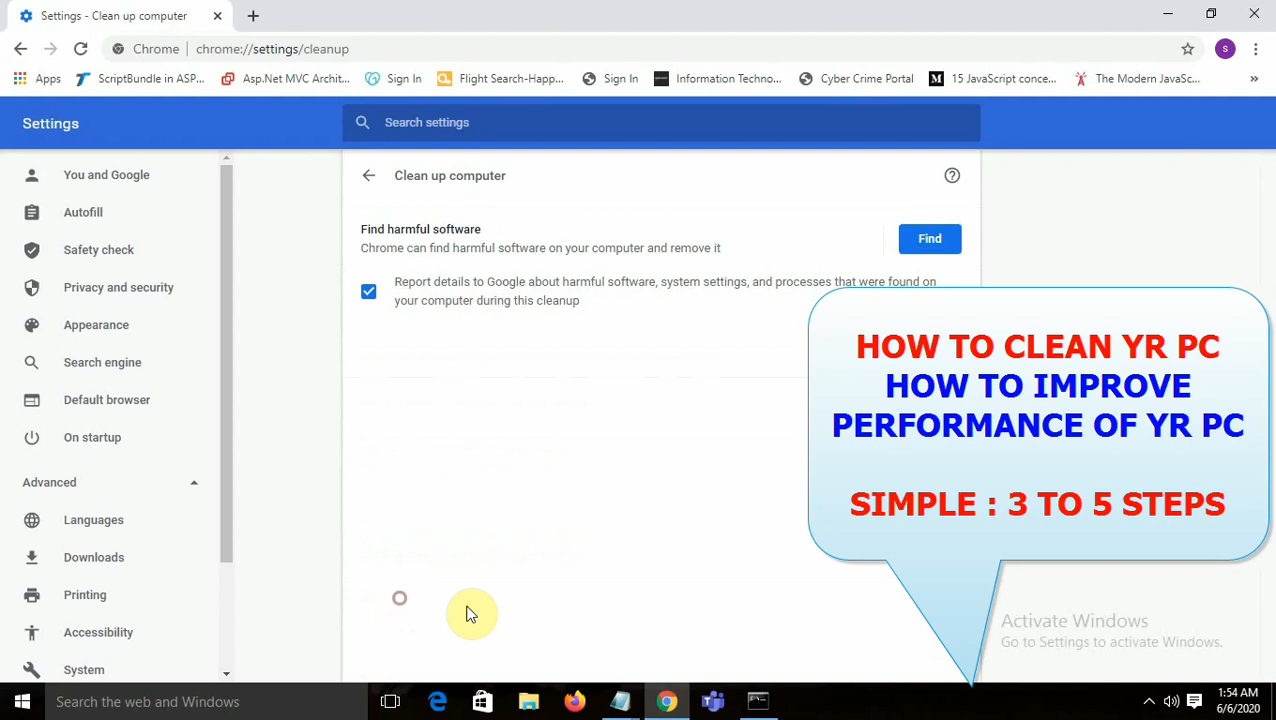 Settings - Clean up computer
Chrome | chrome://settings/cleanup
Apps ScriptBundle in ASP... Asp.Net MVC Archit... Sign In Flight Search-Happ... Sign In Information Techno... Cyber Crime Portal 15 JavaScript conce... The Modern JavaSc...
Settings
Search settings
You and Google
Autofill
Safety check
Privacy and security
Appearance
Search engine
Default browser
On startup
Advanced
Languages
Downloads
Printing
Accessibility
System
Clean up computer
Find harmful software
Chrome can find harmful software on your computer and remove it
Find
Report details to Google about harmful software, system settings, and processes that were found on
your computer during this cleanup
HOW TO CLEAN YR PC
HOW TO IMPROVE
PERFORMANCE OF YR PC
SIMPLE : 3 TO 5 STEPS
Activate Windows
Go to Settings to activate Windows.
Search the web and Windows
1:54 AM
6/6/2020